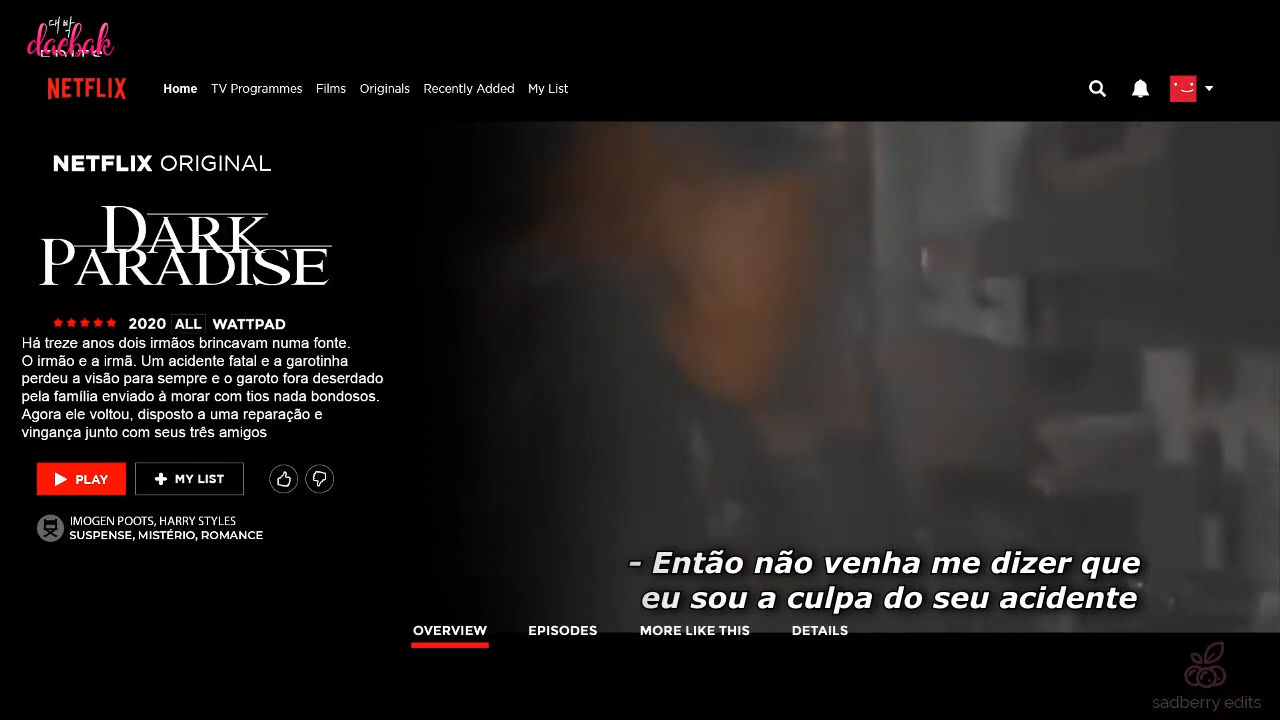 대박
daebak
NETFLIX
Home TV Programmes Films Originals Recently Added My List
NETFLIX ORIGINAL
DARK
PARADISE
2020 ALL WATTPAD
Há treze anos dois irmãos brincavam numa fonte.
O irmão e a irmã. Um acidente fatal e a garotinha
perdeu a visão para sempre e o garoto fora deserdado
pela família enviado à morar com tios nada bondosos.
Agora ele voltou, disposto a uma reparação e
vingança junto com seus três amigos
PLAY MY LIST
IMOGEN POOTS, HARRY STYLES
SUSPENSE, MISTÉRIO, ROMANCE
- Então não venha me dizer que
eu sou a culpa do seu acidente
OVERVIEW EPISODES MORE LIKE THIS DETAILS
sadberry edits